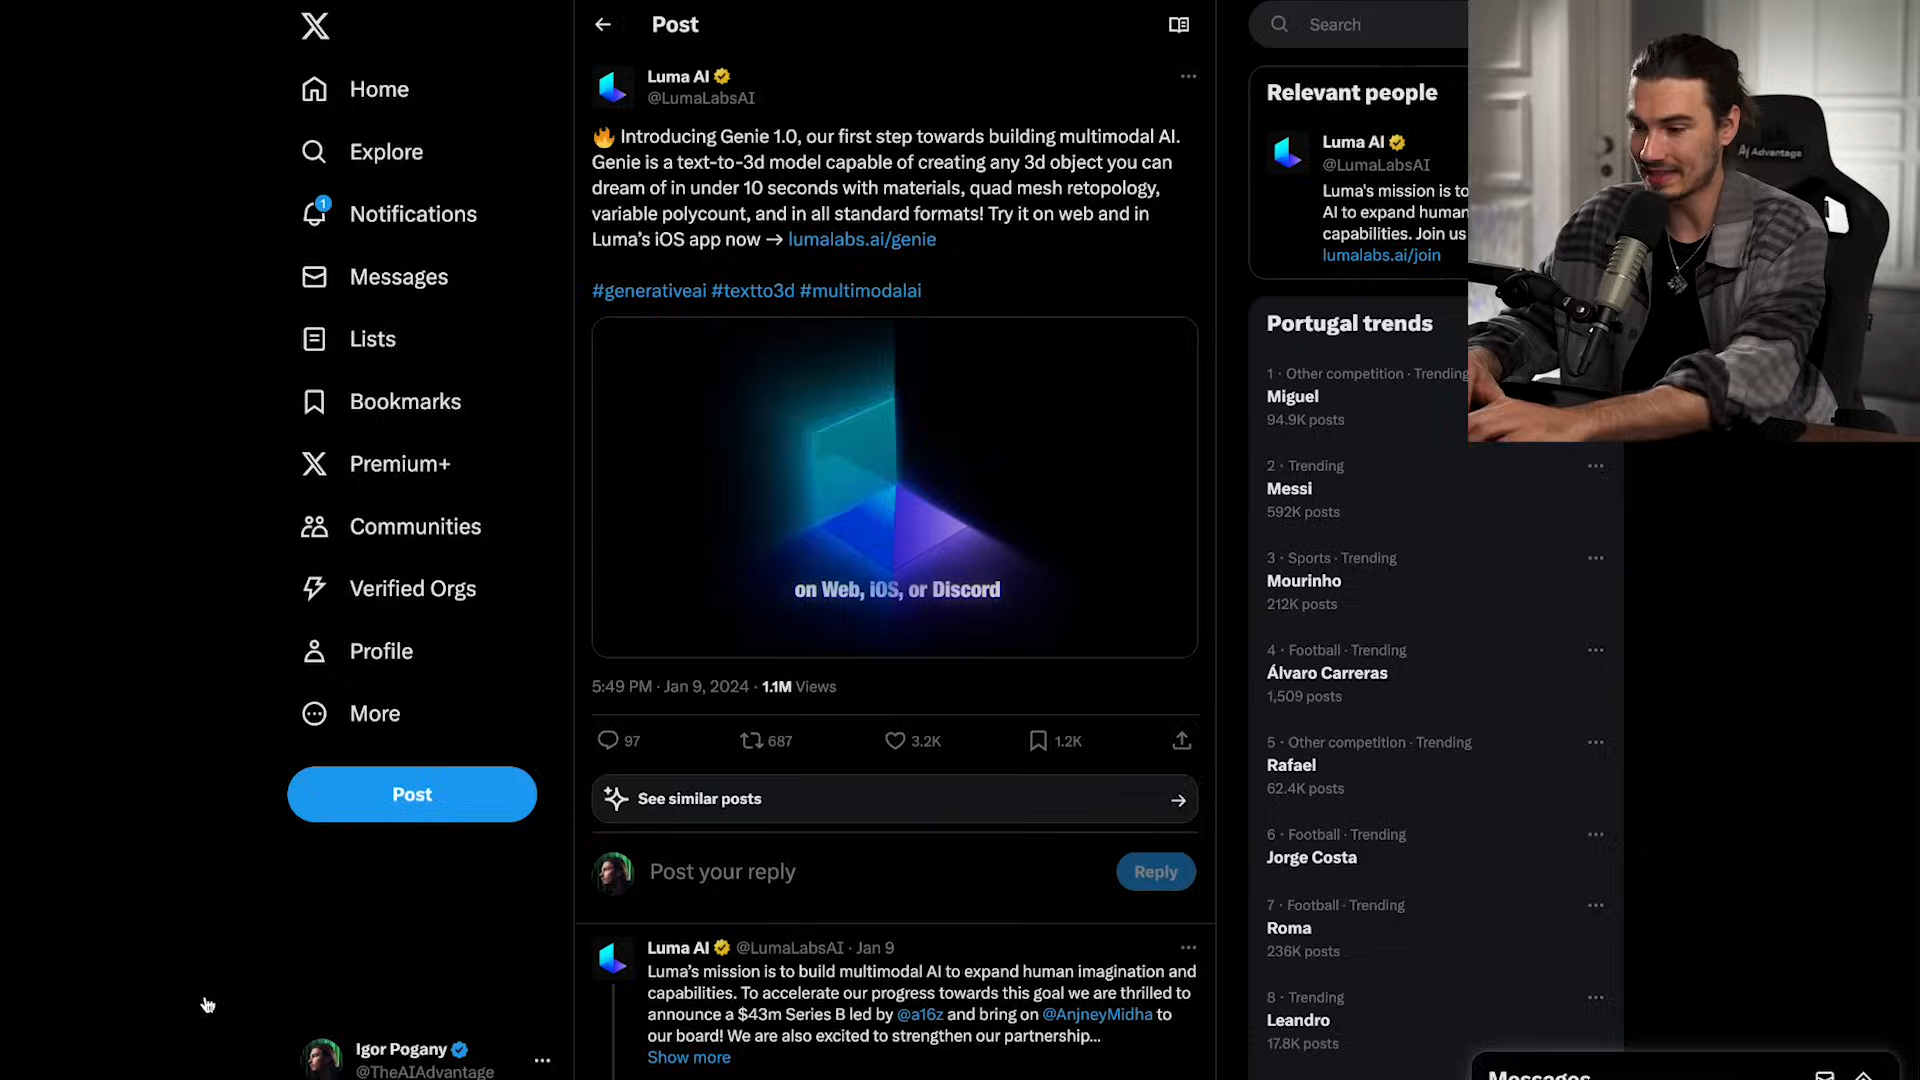 Home
Explore
1
Notifications
Messages
Lists
Bookmarks
Premium+
Communities
Verified Orgs
Profile
More
Post
Igor Pogany
@TheAIAdvantage
Post
Luma AI
@LumaLabsAI
🔥 Introducing Genie 1.0, our first step towards building multimodal AI.
Genie is a text-to-3d model capable of creating any 3d object you can
dream of in under 10 seconds with materials, quad mesh retopology,
variable polycount, and in all standard formats! Try it on web and in
Luma’s iOS app now → lumalabs.ai/genie
#generativeai #textto3d #multimodalai
on Web, iOS, or Discord
5:49 PM · Jan 9, 2024 · 1.1M Views
97 687 3.2K 1.2K
See similar posts
Post your reply
Reply
Luma AI @LumaLabsAI · Jan 9
Luma’s mission is to build multimodal AI to expand human imagination and
capabilities. To accelerate our progress towards this goal we are thrilled to
announce a $43m Series B led by @a16z and bring on @AnjneyMidha to
our board! We are also excited to strengthen our partnership...
Show more
Search
Relevant people
Luma AI
@LumaLabsAI
Luma's mission is to
AI to expand human
capabilities. Join us
lumalabs.ai/join
Portugal trends
1 · Other competition · Trending
Miguel
94.9K posts
2 · Trending
Messi
592K posts
3 · Sports · Trending
Mourinho
212K posts
4 · Football · Trending
Álvaro Carreras
1,509 posts
5 · Other competition · Trending
Rafael
62.4K posts
6 · Football · Trending
Jorge Costa
7 · Football · Trending
Roma
236K posts
8 · Trending
Leandro
17.8K posts
Messages
Advantage